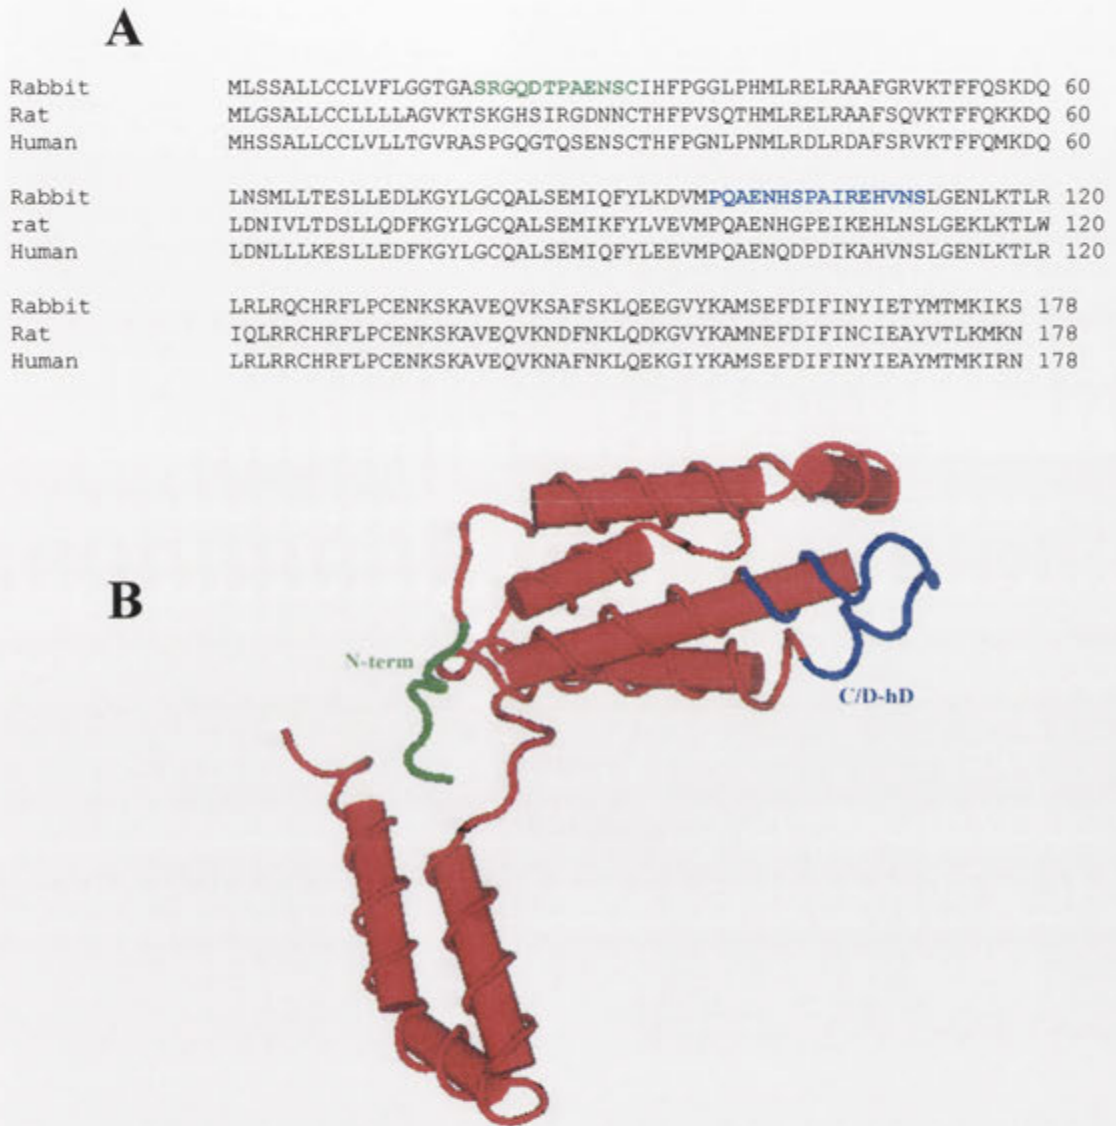 A
Rabbit MLSSALLCCLVFLGGTGASRGQDTPAENSCIHFPGGLPHMLRELRAAFGRVKTFFQSKDQ 60
Rat MLGSALLCCLLLLAGVKTSKGHSIRGDNNCTHFPVSQTHMLRELRAAFSQVKTFFQKKDQ 60
Human MHSSALLCCLVLLTGVRASPGQGTQSENSCTHFPGNLPNMLRDLRDAFSRVKTFFQMKDQ 60
Rabbit LNSMLLTESLLEDLKGYLGCQALSEMIQFYLKDVMPQAENHSPAIREHVNSLGENLKTLR 120
rat LDNIVLTDSLLQDFKGYLGCQALSEMIKFYLVEVMPQAENHGPEIKEHLNSLGEKLKTLW 120
Human LDNLLLKESLLEDFKGYLGCQALSEMIQFYLEEVMPQAENQDPDIKAHVNSLGENLKTLR 120
Rabbit LRLRQCHRFLPCENKSKAVEQVKSAFSKLQEEGVYKAMSEFDIFINYIETYMTMKIKS 178
Rat IQLRRCHRFLPCENKSKAVEQVKNDFNKLQDKGVYKAMNEFDIFINCIEAYVTLKMKN 178
Human LRLRRCHRFLPCENKSKAVEQVKNAFNKLQEKGIYKAMSEFDIFINYIEAYMTMKIRN 178
B
N-term
C/D-hD